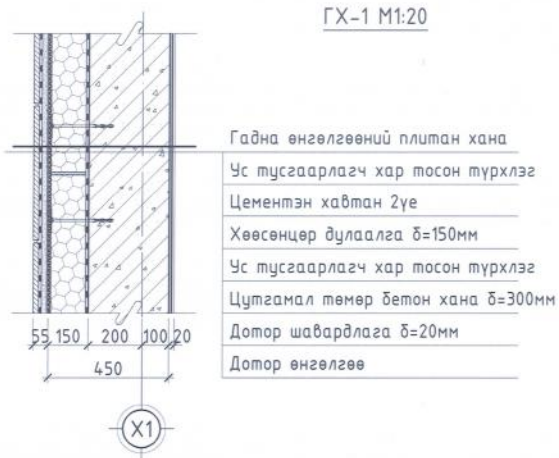 ГХ-1 М1:20
Гадна өнгөлгөөний плитан хана
Ус тусгаарлагч хар тосон түрхлэг
Цементэн хавтан 2үе
Хөөсөнцөр дулаалга δ=150мм
Ус тусгаарлагч хар тосон түрхлэг
Цутгамал төмөр бетон хана δ=300мм
Дотор шавардлага δ=20мм
Дотор өнгөлгөө
55 150 200 100 20
450
X1